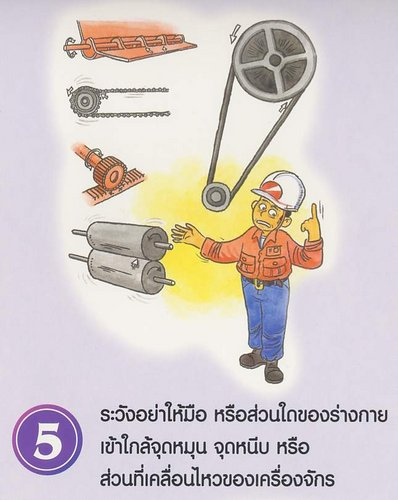 5
ระวังอย่าให้มือ หรือส่วนใดของร่างกาย
เข้าใกล้จุดหมุน จุดหนีบ หรือ
ส่วนที่เคลื่อนไหวของเครื่องจักร